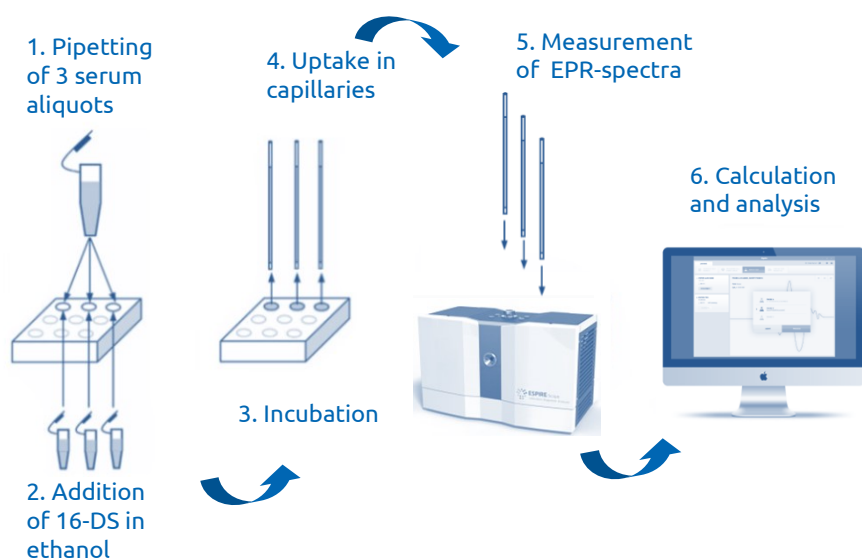 1. Pipetting
of 3 serum
aliquots
2. Addition
of 16-DS in
ethanol
3. Incubation
4. Uptake in
capillaries
5. Measurement
of EPR-spectra
ESPIRE
6. Calculation
and analysis